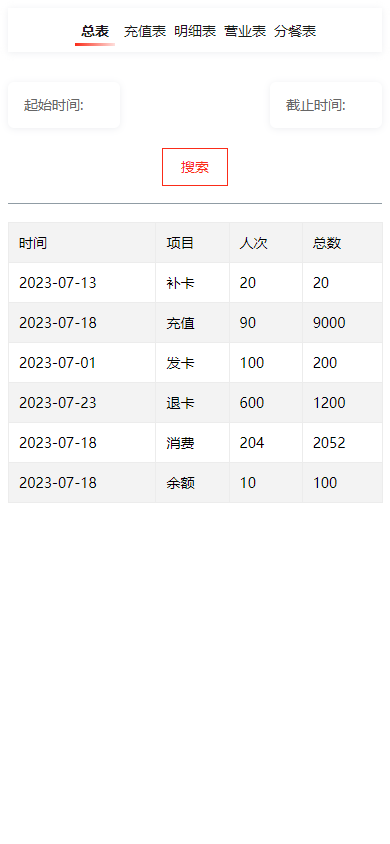 总表 充值表 明细表 营业表 分餐表
起始时间: 截止时间:
搜索
时间 项目 人次 总数
2023-07-13 补卡 20 20
2023-07-18 充值 90 9000
2023-07-01 发卡 100 200
2023-07-23 退卡 600 1200
2023-07-18 消费 204 2052
2023-07-18 余额 10 100